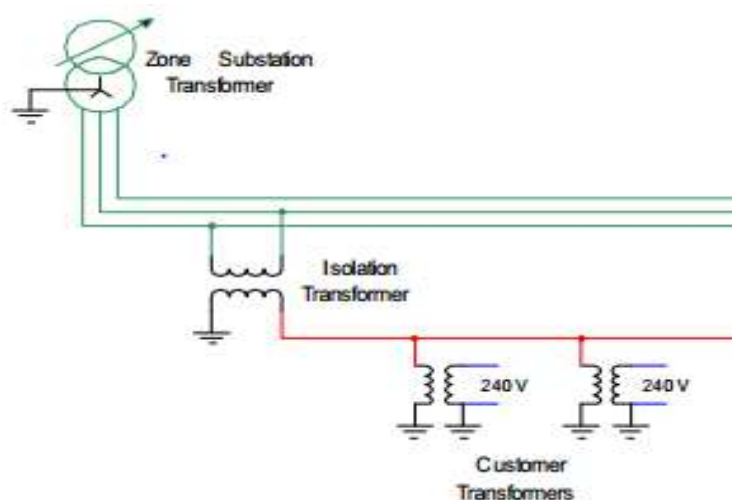 Zone Substation
Transformer
Isolation
Transformer
240 V
240 V
Customer
Transformers